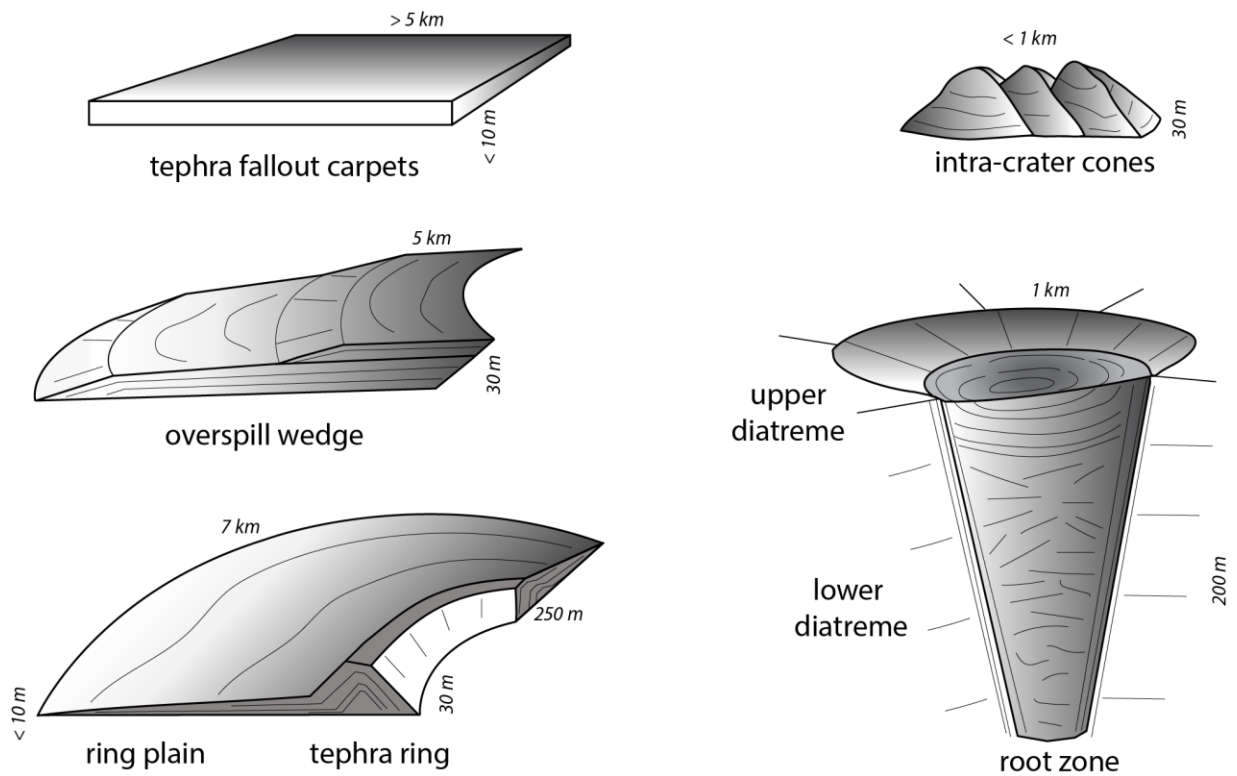 > 5 km
< 10 m
tephra fallout carpets
< 1 km
30 m
intra-crater cones
5 km
30 m
overspill wedge
1 km
upper
diatreme
lower
diatreme
200 m
root zone
7 km
250 m
30 m
< 10 m
ring plain
tephra ring